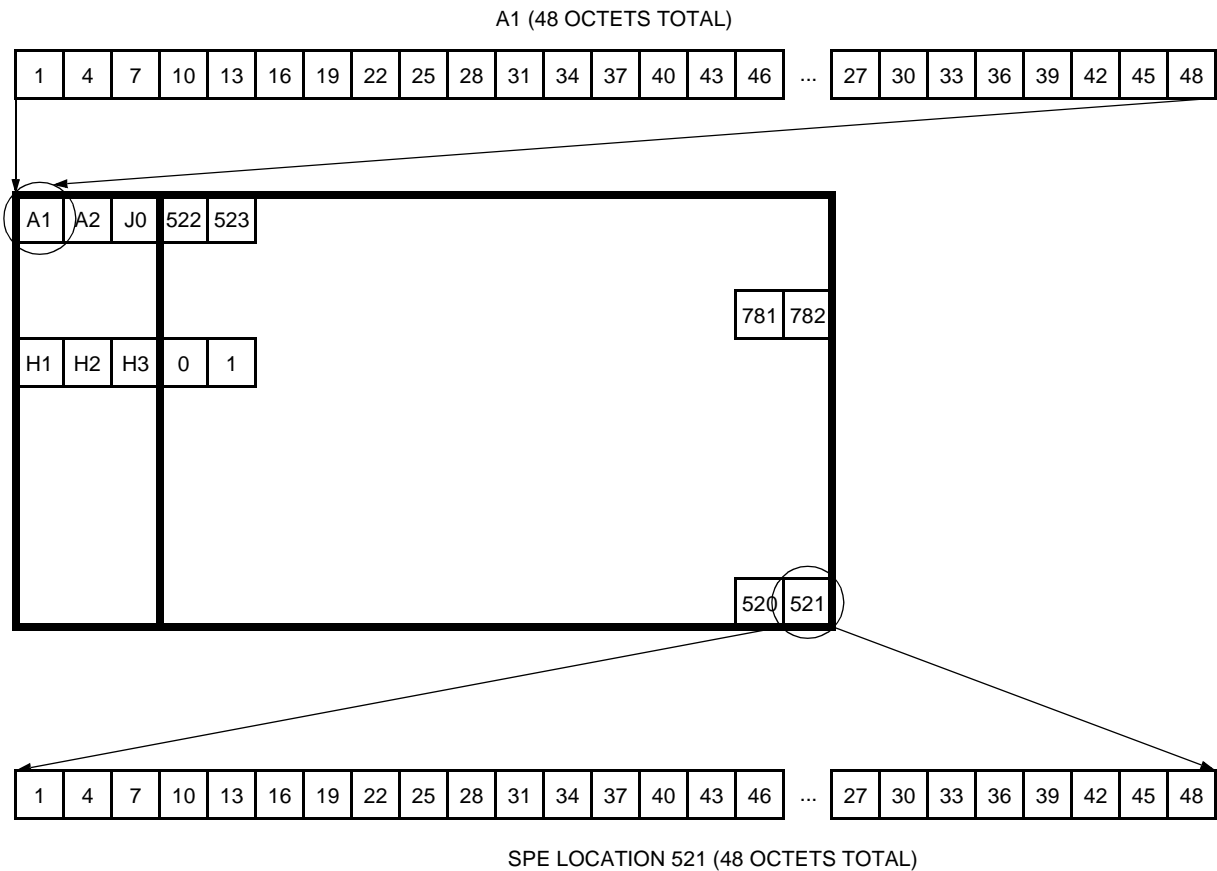 A1 (48 OCTETS TOTAL)
1 4 7 10 13 16 19 22 25 28 31 34 37 40 43 46 ... 27 30 33 36 39 42 45 48
A1 A2 J0 522 523
781 782
H1 H2 H3 0 1
520 521
1 4 7 10 13 16 19 22 25 28 31 34 37 40 43 46 ... 27 30 33 36 39 42 45 48
SPE LOCATION 521 (48 OCTETS TOTAL)